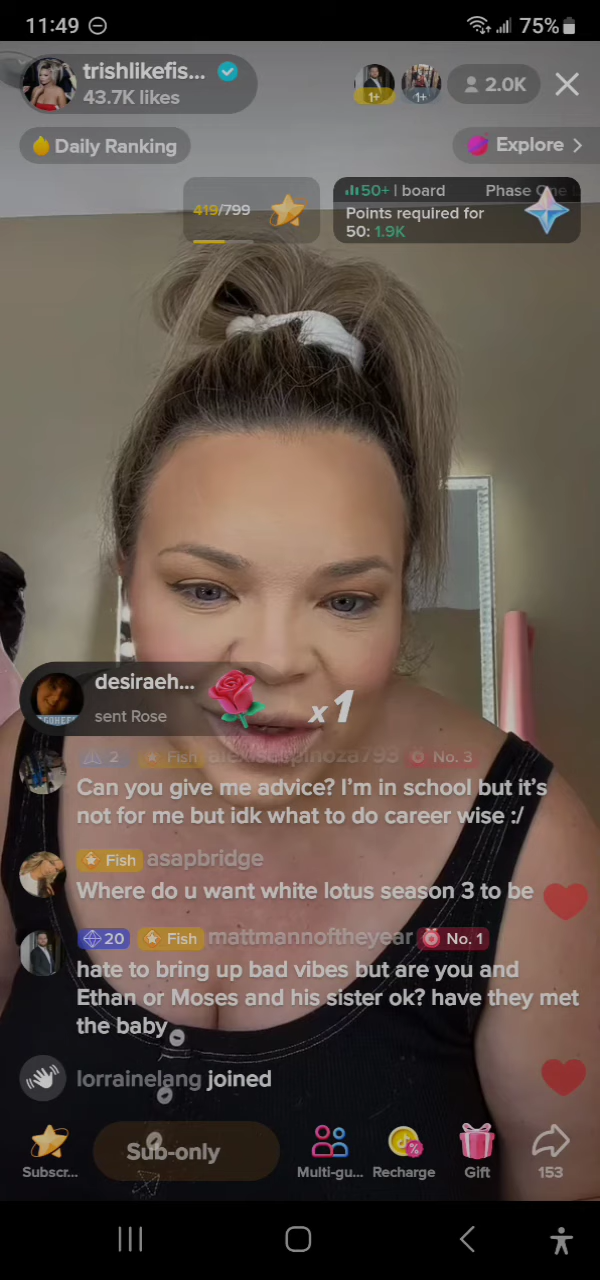 11:49
75%
trishlikefis...
43.7K likes
1+
1+
2.0K
Daily Ranking
Explore >
419/799
50+ l board Phase One
Points required for
50: 1.9K
desiraeh...
sent Rose
x1
2 Fish No. 3
Can you give me advice? I'm in school but it's
not for me but idk what to do career wise :/
Fish asapbridge
Where do u want white lotus season 3 to be
20 Fish mattmannoftheyear No. 1
hate to bring up bad vibes but are you and
Ethan or Moses and his sister ok? have they met
the baby
lorrainelang joined
Sub-only
Subscr... Multi-gu... Recharge Gift 153